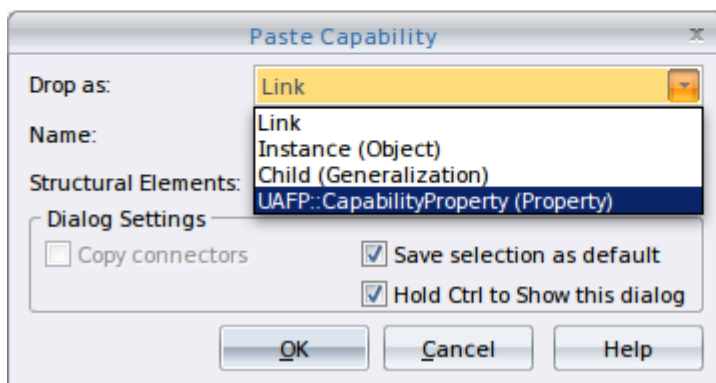 Paste Capability
Drop as:
Link
Name:
Link
Instance (Object)
Child (Generalization)
Structural Elements:
UAFP::CapabilityProperty (Property)
Dialog Settings
Copy connectors
Save selection as default
Hold Ctrl to Show this dialog
OK
Cancel
Help